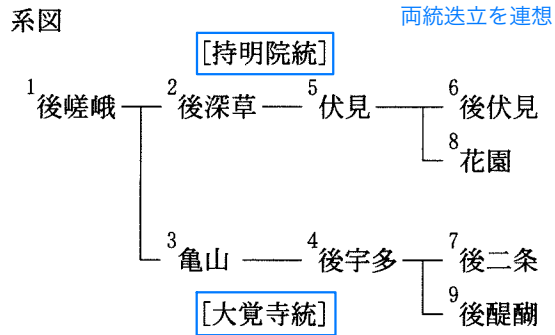 系図
両統迭立を連想
[持明院統]
1後嵯峨 2後深草 5伏見 6後伏見
8花園
3亀山 4後宇多 7後二条
[大覚寺統] 9後醍醐